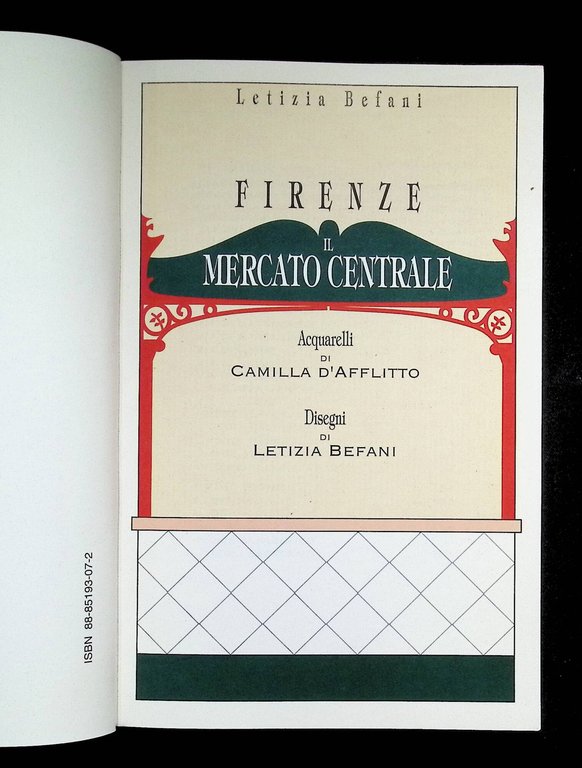 ISBN 88-85193-07-2
Letizia Befani
FIRENZE
IL
MERCATO CENTRALE
Acquarelli
DI
CAMILLA D'AFFLITTO
Disegni
DI
LETIZIA BEFANI